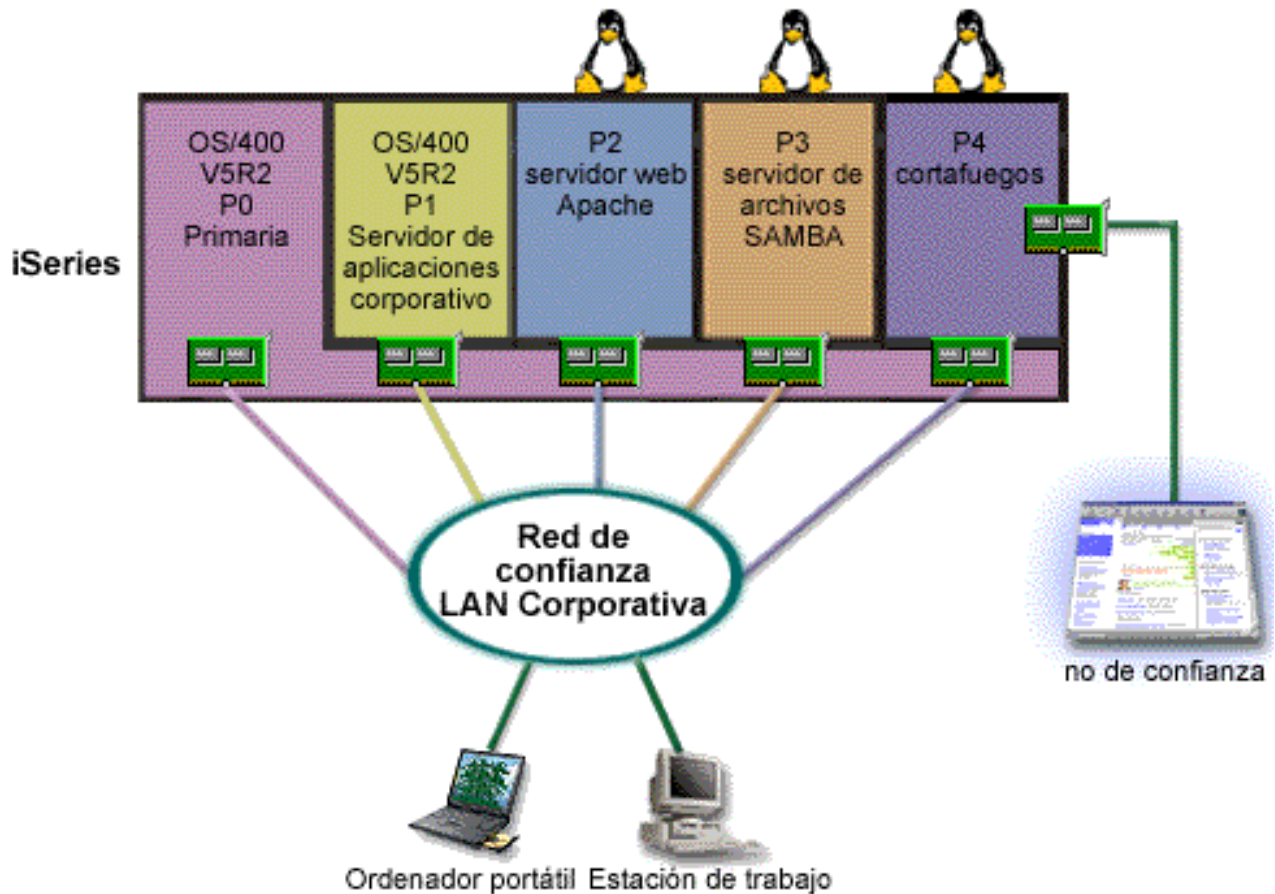 OS/400
V5R2
P0
Primaria
OS/400
V5R2
P1
Servidor de
aplicaciones
corporativo
P2
servidor web
Apache
P3
servidor de
archivos
SAMBA
P4
cortafuegos
iSeries
Red de
confianza
LAN Corporativa
no de confianza
Ordenador portátil
Estación de trabajo